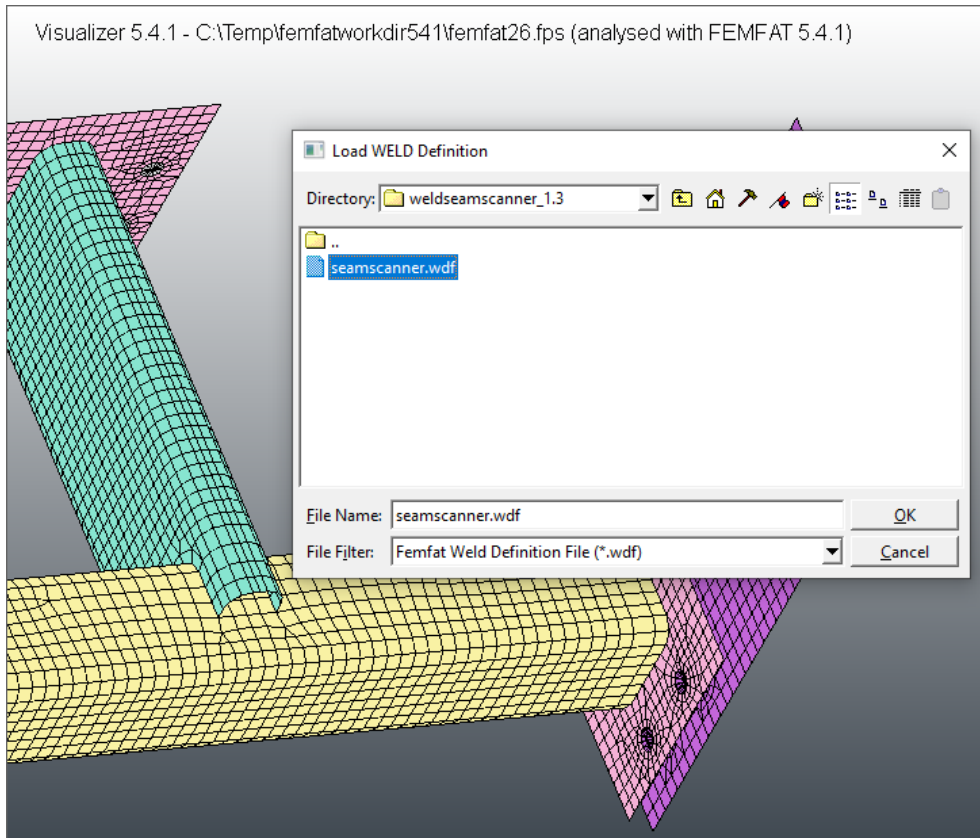 Visualizer 5.4.1 - C:\Temp\femfatworkdir541\femfat26.fps (analysed with FEMFAT 5.4.1)
Load WELD Definition
Directory: weldseamscanner_1.3
..
seamscanner.wdf
File Name: seamscanner.wdf OK
File Filter: Femfat Weld Definition File (*.wdf) Cancel